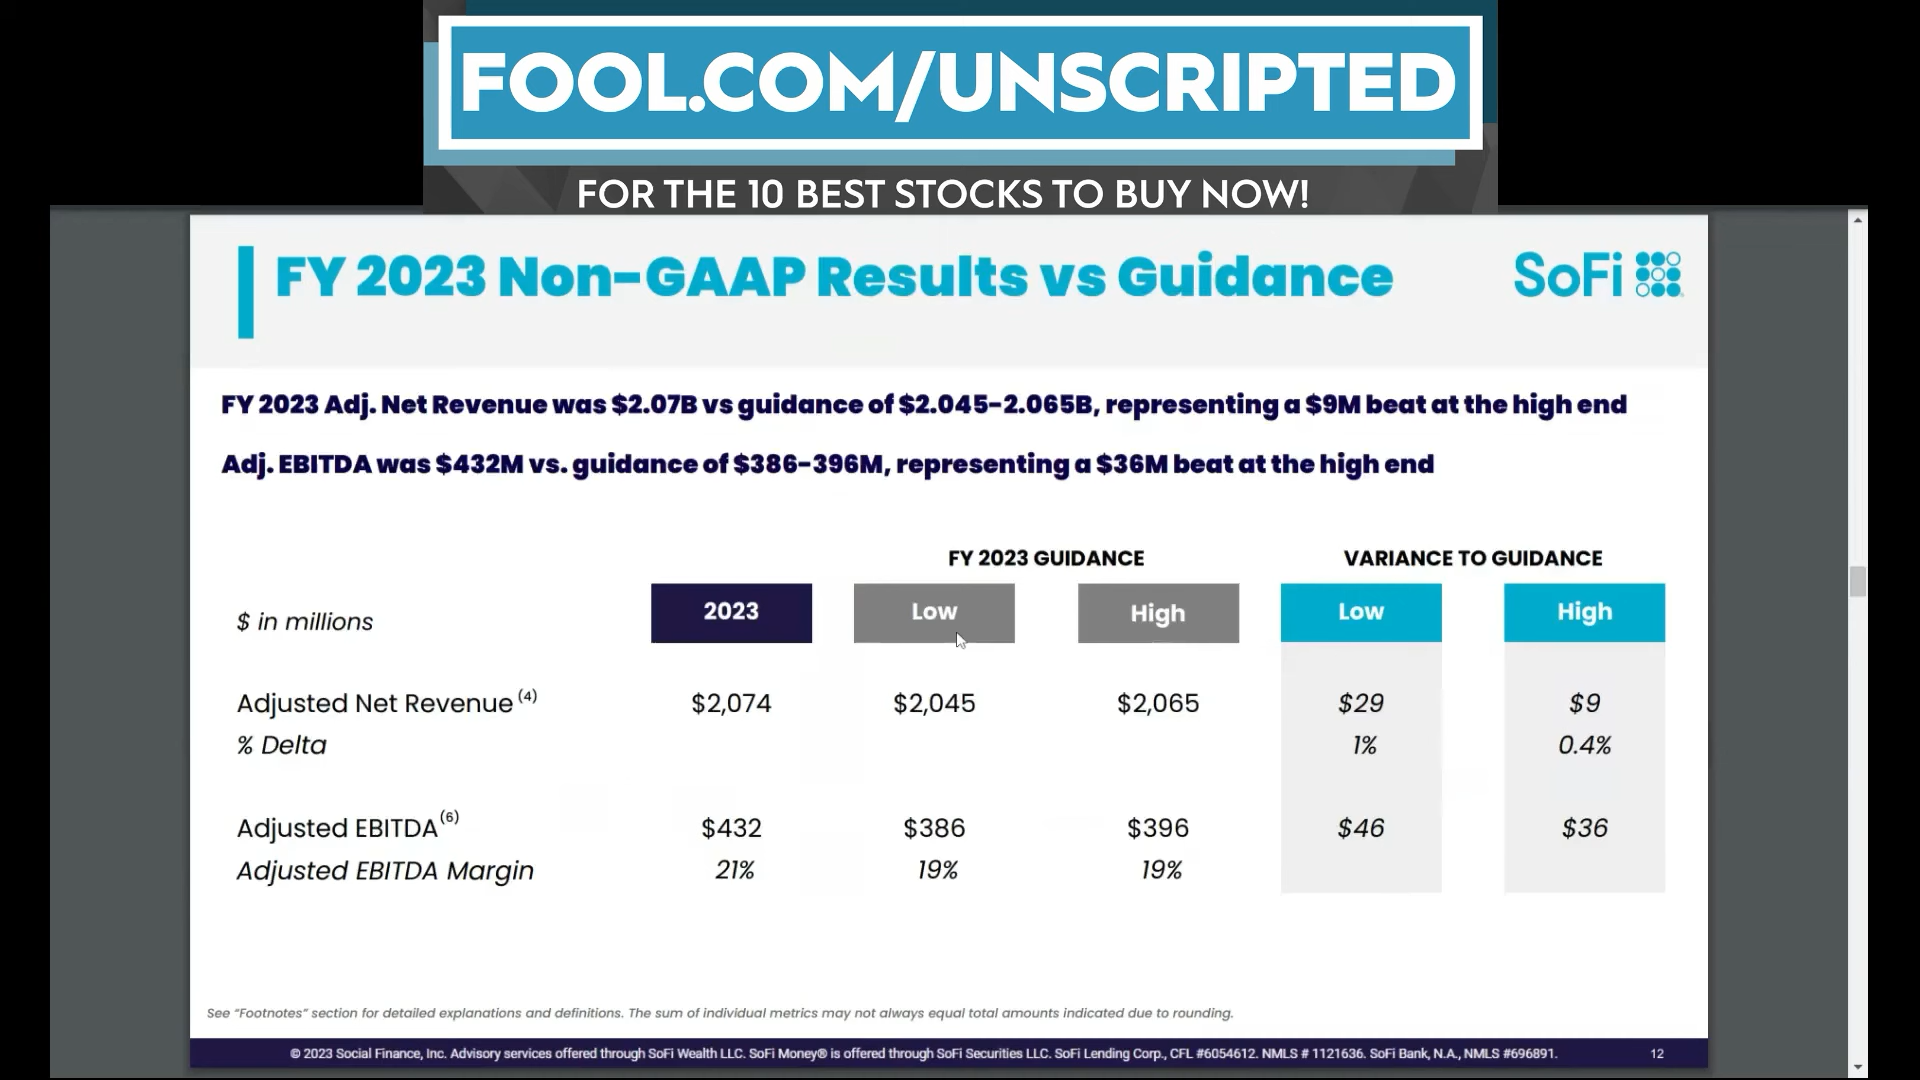 FOOL.COM/UNSCRIPTED
FOR THE 10 BEST STOCKS TO BUY NOW!
FY 2023 Non-GAAP Results vs Guidance
SoFi
FY 2023 Adj. Net Revenue was $2.07B vs guidance of $2.045-2.065B, representing a $9M beat at the high end
Adj. EBITDA was $432M vs. guidance of $386-396M, representing a $36M beat at the high end
FY 2023 GUIDANCE VARIANCE TO GUIDANCE
$ in millions 2023 Low High Low High
Adjusted Net Revenue (4) $2,074 $2,045 $2,065 $29 $9
% Delta 1% 0.4%
Adjusted EBITDA (6) $432 $386 $396 $46 $36
Adjusted EBITDA Margin 21% 19% 19%
See “Footnotes” section for detailed explanations and definitions. The sum of individual metrics may not always equal total amounts indicated due to rounding.
© 2023 Social Finance, Inc. Advisory services offered through SoFi Wealth LLC. SoFi Money® is offered through SoFi Securities LLC. SoFi Lending Corp., CFL #6054612. NMLS # 1121636. SoFi Bank, N.A., NMLS #696891. 12